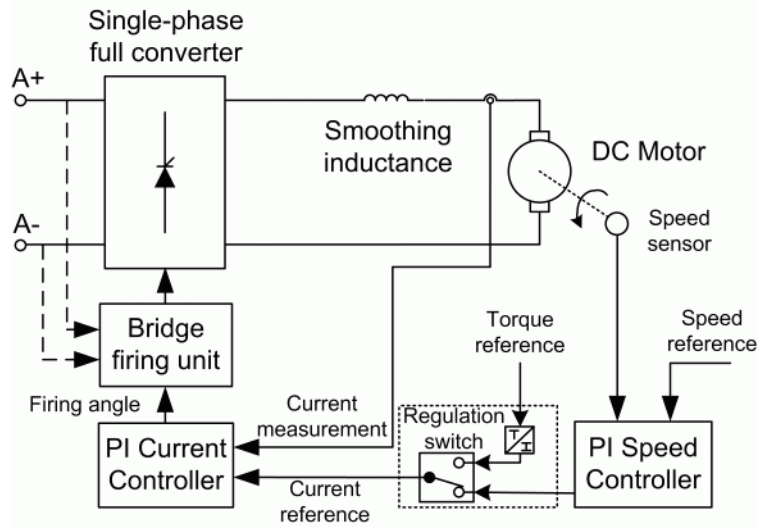 Single-phase
full converter
A+
Smoothing
inductance
DC Motor
A-
Speed
sensor
Bridge
firing unit
Torque
reference
Speed
reference
Firing angle
Current
measurement
Regulation
switch
T
I
PI Current
Controller
PI Speed
Controller
Current
reference